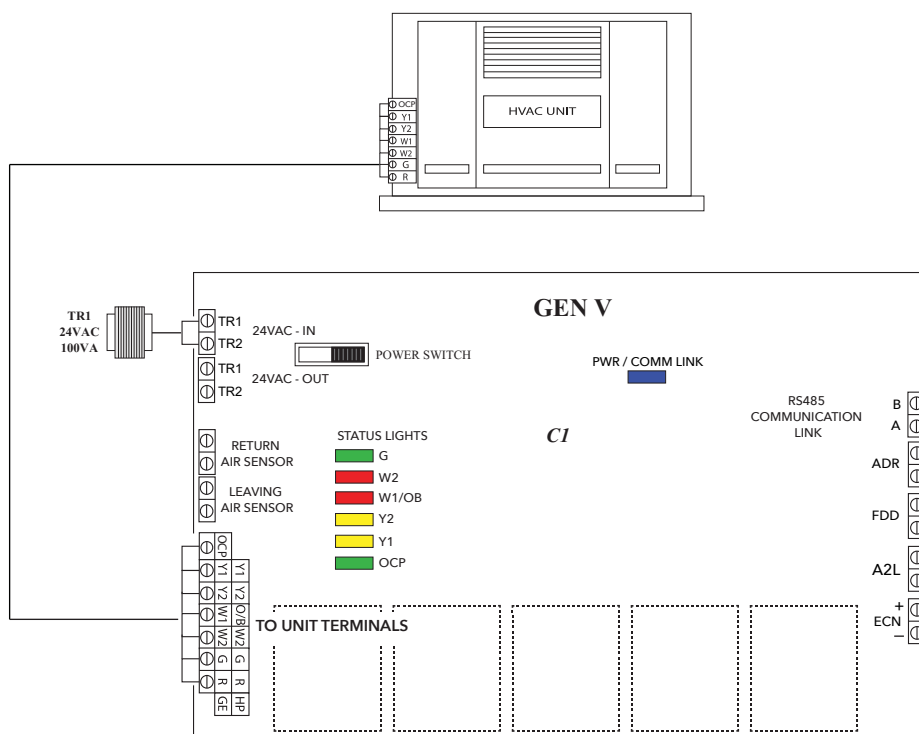 OCP
Y1
Y2
W1
W2
G
R
HVAC UNIT
GEN V
TR1
24VAC
100VA
TR1
TR2
24VAC - IN
TR1
TR2
24VAC - OUT
POWER SWITCH
PWR / COMM LINK
RS485
COMMUNICATION
LINK
B
A
ADR
FDD
A2L
+
ECN
–
C1
RETURN
AIR SENSOR
LEAVING
AIR SENSOR
STATUS LIGHTS
G
W2
W1/OB
Y2
Y1
OCP
OCP
Y1 Y1
Y2 Y2
W1 O/B
W2 W2
G G
R R
GE HP
TO UNIT TERMINALS